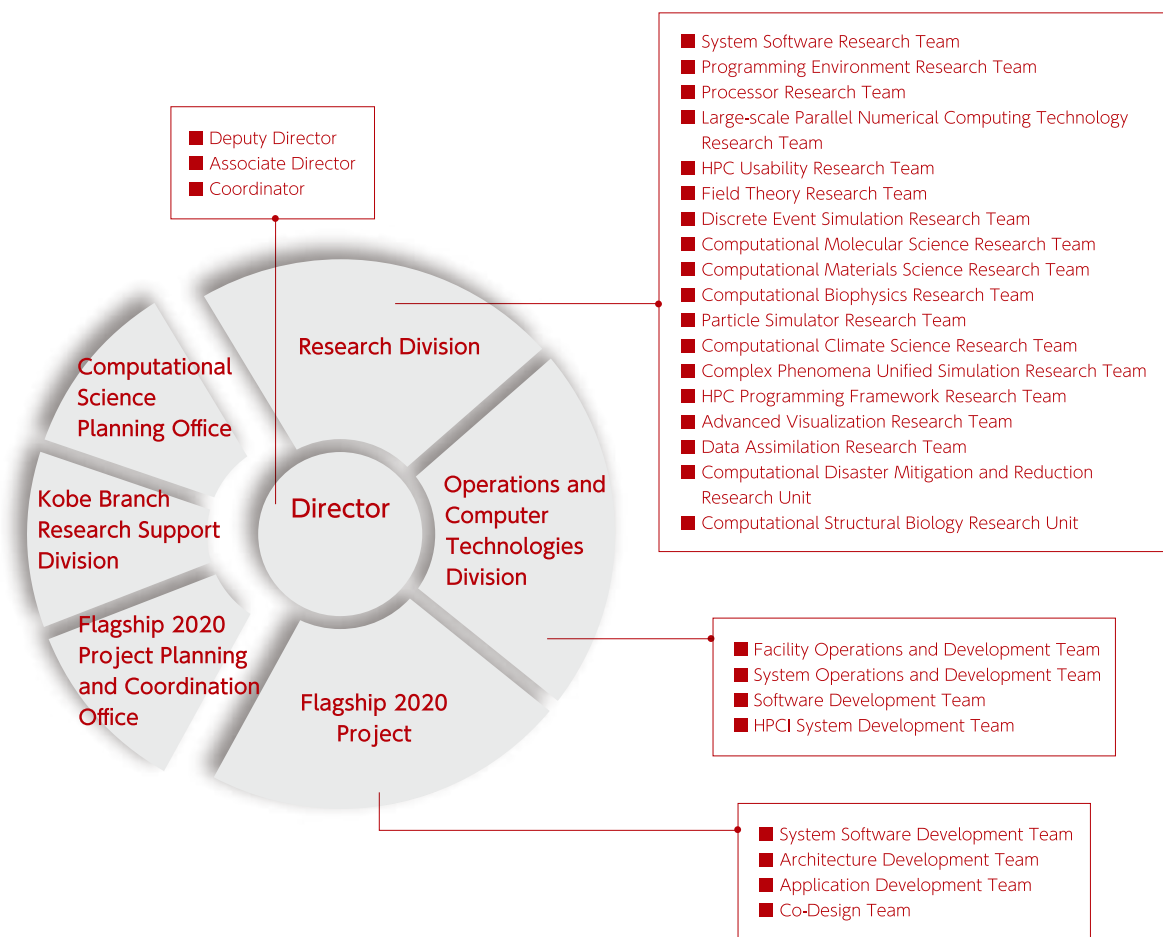 Deputy Director
Associate Director
Coordinator
System Software Research Team
Programming Environment Research Team
Processor Research Team
Large-scale Parallel Numerical Computing Technology
Research Team
HPC Usability Research Team
Field Theory Research Team
Discrete Event Simulation Research Team
Computational Molecular Science Research Team
Computational Materials Science Research Team
Computational Biophysics Research Team
Particle Simulator Research Team
Computational Climate Science Research Team
Complex Phenomena Unified Simulation Research Team
HPC Programming Framework Research Team
Advanced Visualization Research Team
Data Assimilation Research Team
Computational Disaster Mitigation and Reduction
Research Unit
Computational Structural Biology Research Unit
Research Division
Computational
Science
Planning Office
Kobe Branch
Research Support
Division
Director
Operations and
Computer
Technologies
Division
Flagship 2020
Project Planning
and Coordination
Office
Flagship 2020
Project
Facility Operations and Development Team
System Operations and Development Team
Software Development Team
HPCI System Development Team
System Software Development Team
Architecture Development Team
Application Development Team
Co-Design Team